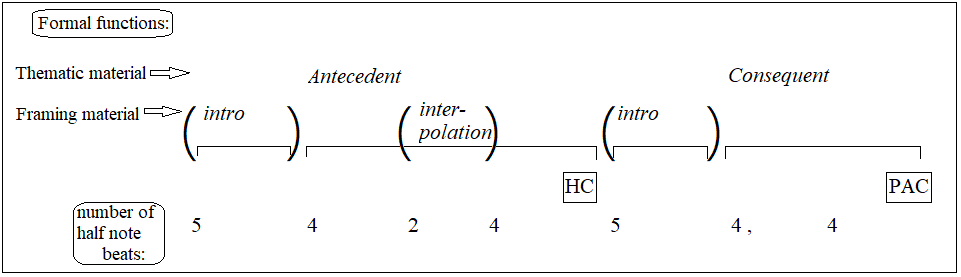 Formal functions:
Thematic material
Antecedent
Consequent
Framing material
intro
inter-
polation
intro
HC
PAC
number of
half note
beats:
5 4 2 4 5 4 , 4